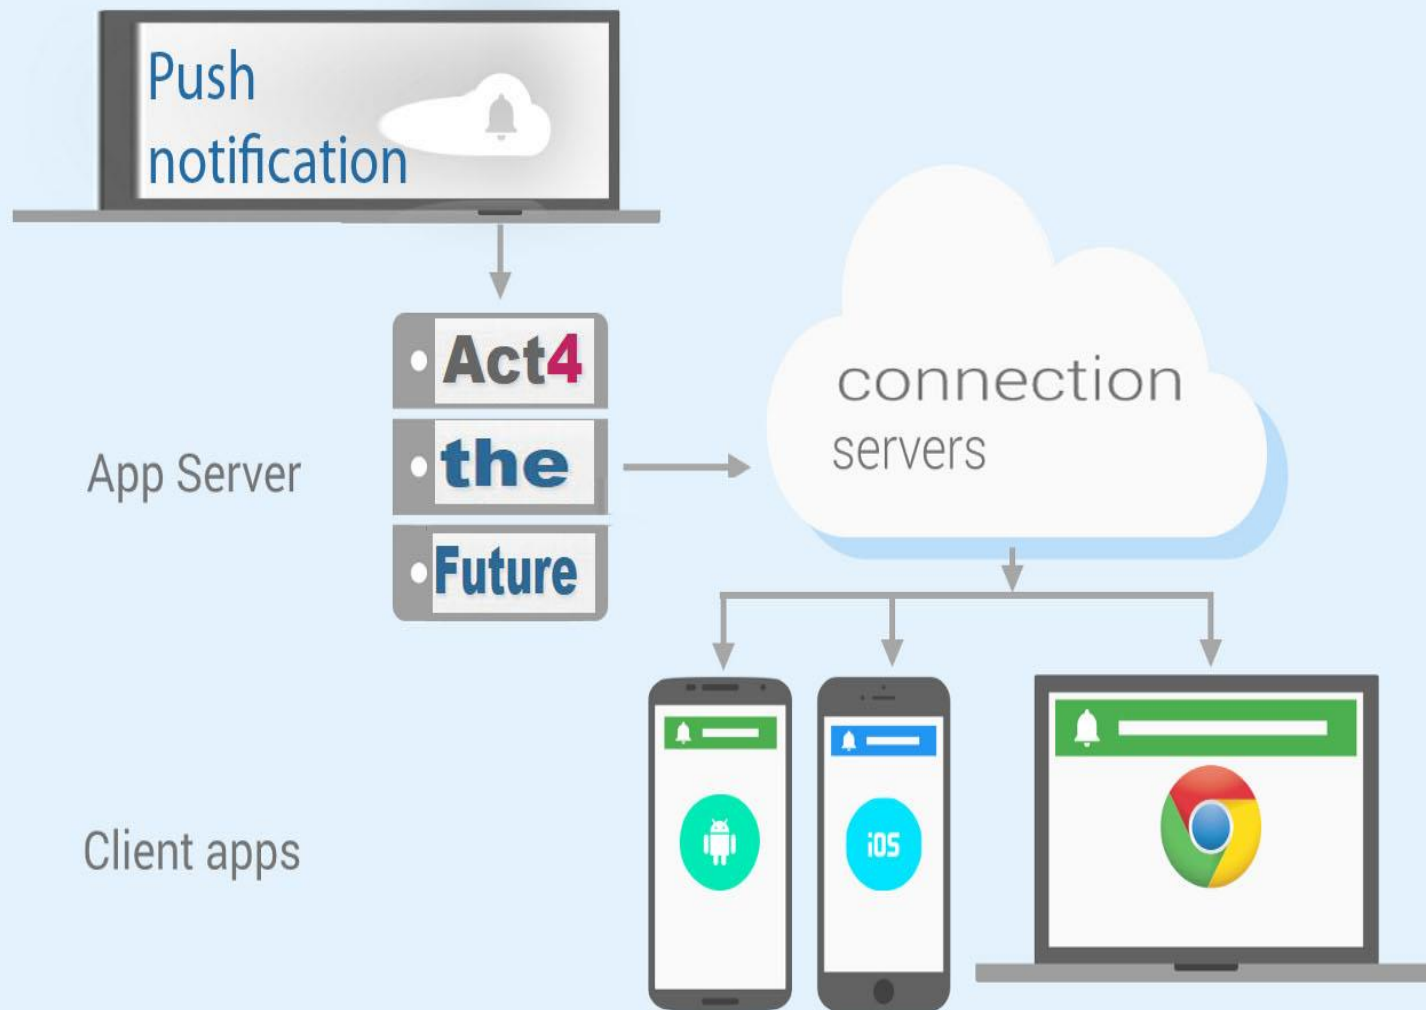 Push
notification
Act4
the
Future
App Server
connection
servers
iOS
Client apps